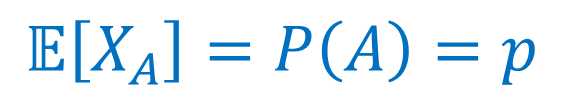 𝔼[X_A] = P(A) = p